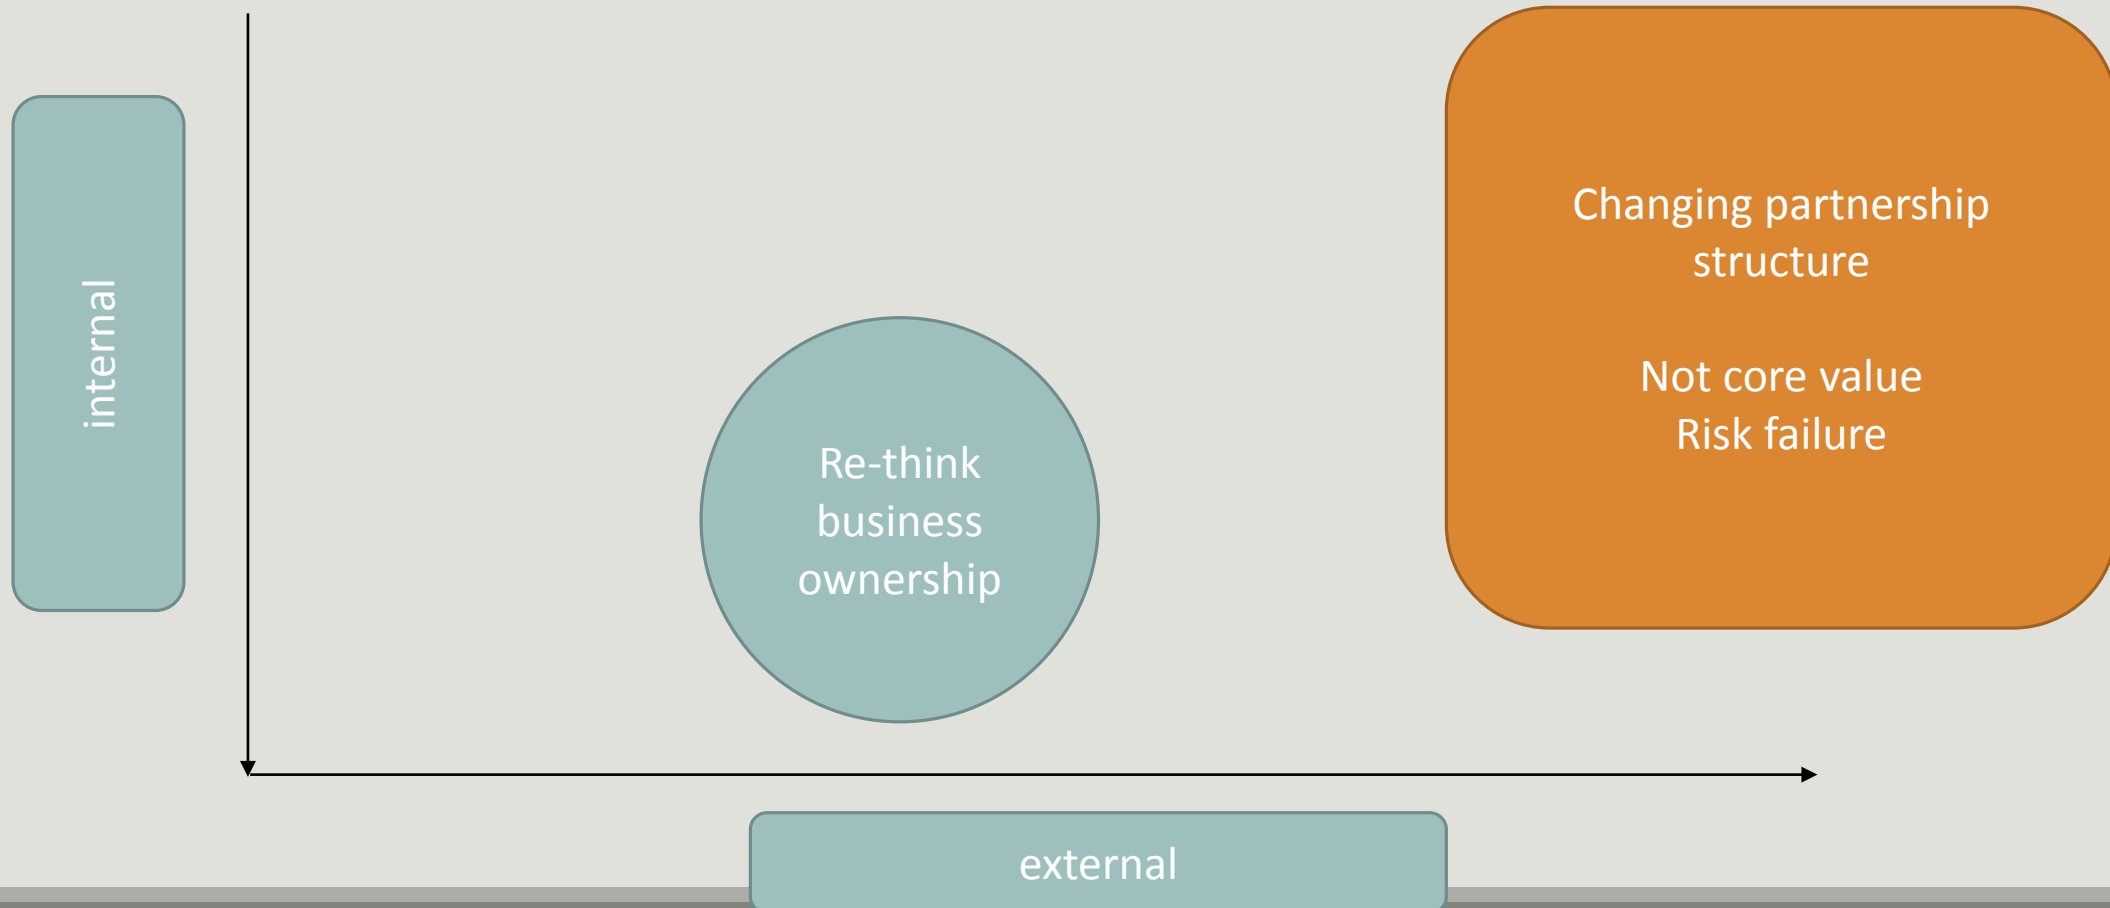 internal
Re-think
business
ownership
Changing partnership
structure
Not core value
Risk failure
external